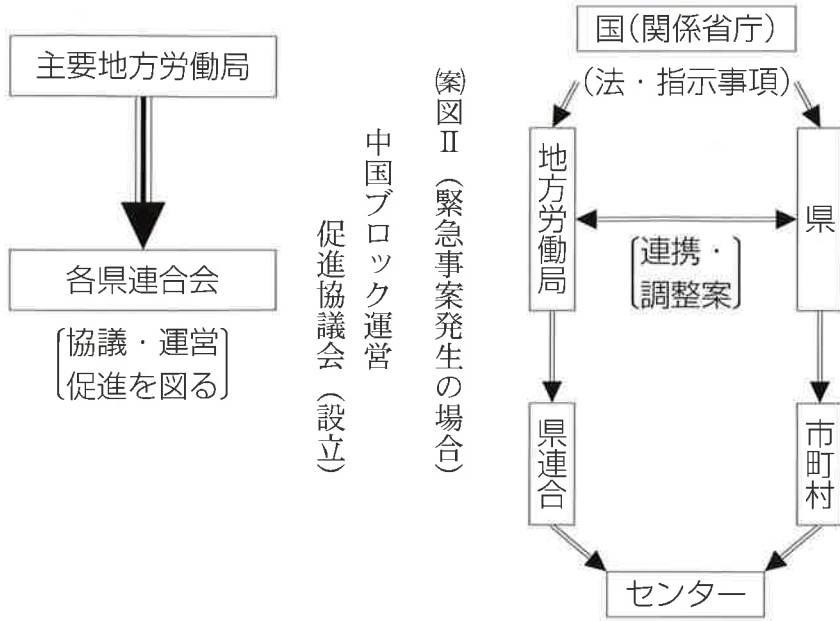 国(関係省庁)
(法・指示事項)
県
地方労働局
連携・
調整案
市町村
県連合
センター
㊢図Ⅱ (緊急事案発生の場合)
中国ブロック運営
促進協議会 (設立)
主要地方労働局
各県連合会
協議・運営
促進を図る